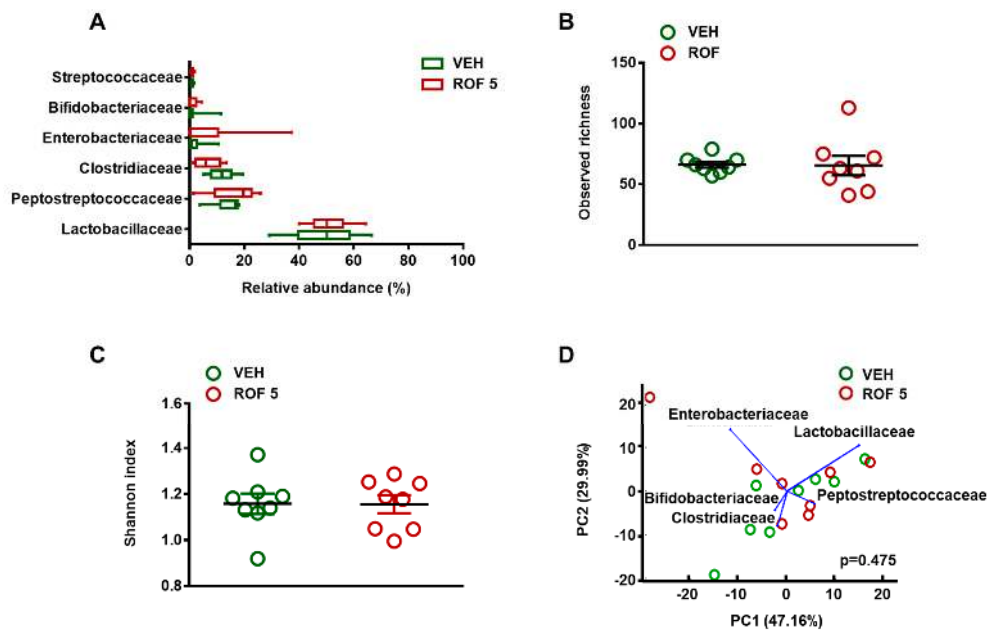 A
VEH
ROF 5
Streptococcaceae
Bifidobacteriaceae
Enterobacteriaceae
Clostridiaceae
Peptostreptococcaceae
Lactobacillaceae
0 20 40 60 80 100
Relative abundance (%)
B
VEH
ROF
150
100
50
0
Observed richness
C
VEH
ROF 5
1.6
1.4
1.2
1.0
0.8
Shannon index
D
VEH
ROF 5
20
10
0
-10
-20
PC2 (29.99%)
Enterobacteriaceae
Lactobacillaceae
Bifidobacteriaceae
Peptostreptococcaceae
Clostridiaceae
p=0.475
-20 -10 0 10 20
PC1 (47.16%)